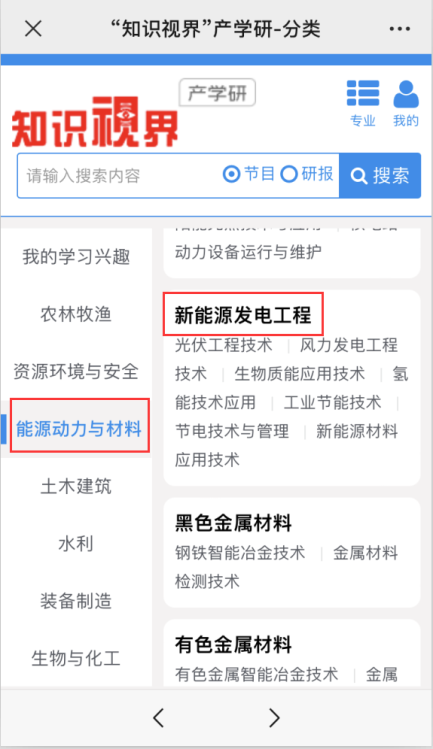 “知识视界”产学研-分类
产学研
知识视界
专业
我的
请输入搜索内容
节目
研报
搜索
我的学习兴趣
农林牧渔
资源环境与安全
能源动力与材料
土木建筑
水利
装备制造
生物与化工
动力设备运行与维护
新能源发电工程
光伏工程技术 | 风力发电工程
技术 | 生物质能应用技术 | 氢
能技术应用 | 工业节能技术 |
节电技术与管理 | 新能源材料
应用技术
黑色金属材料
钢铁智能冶金技术 | 金属材料
检测技术
有色金属材料
有色金属智能冶金技术 | 金属